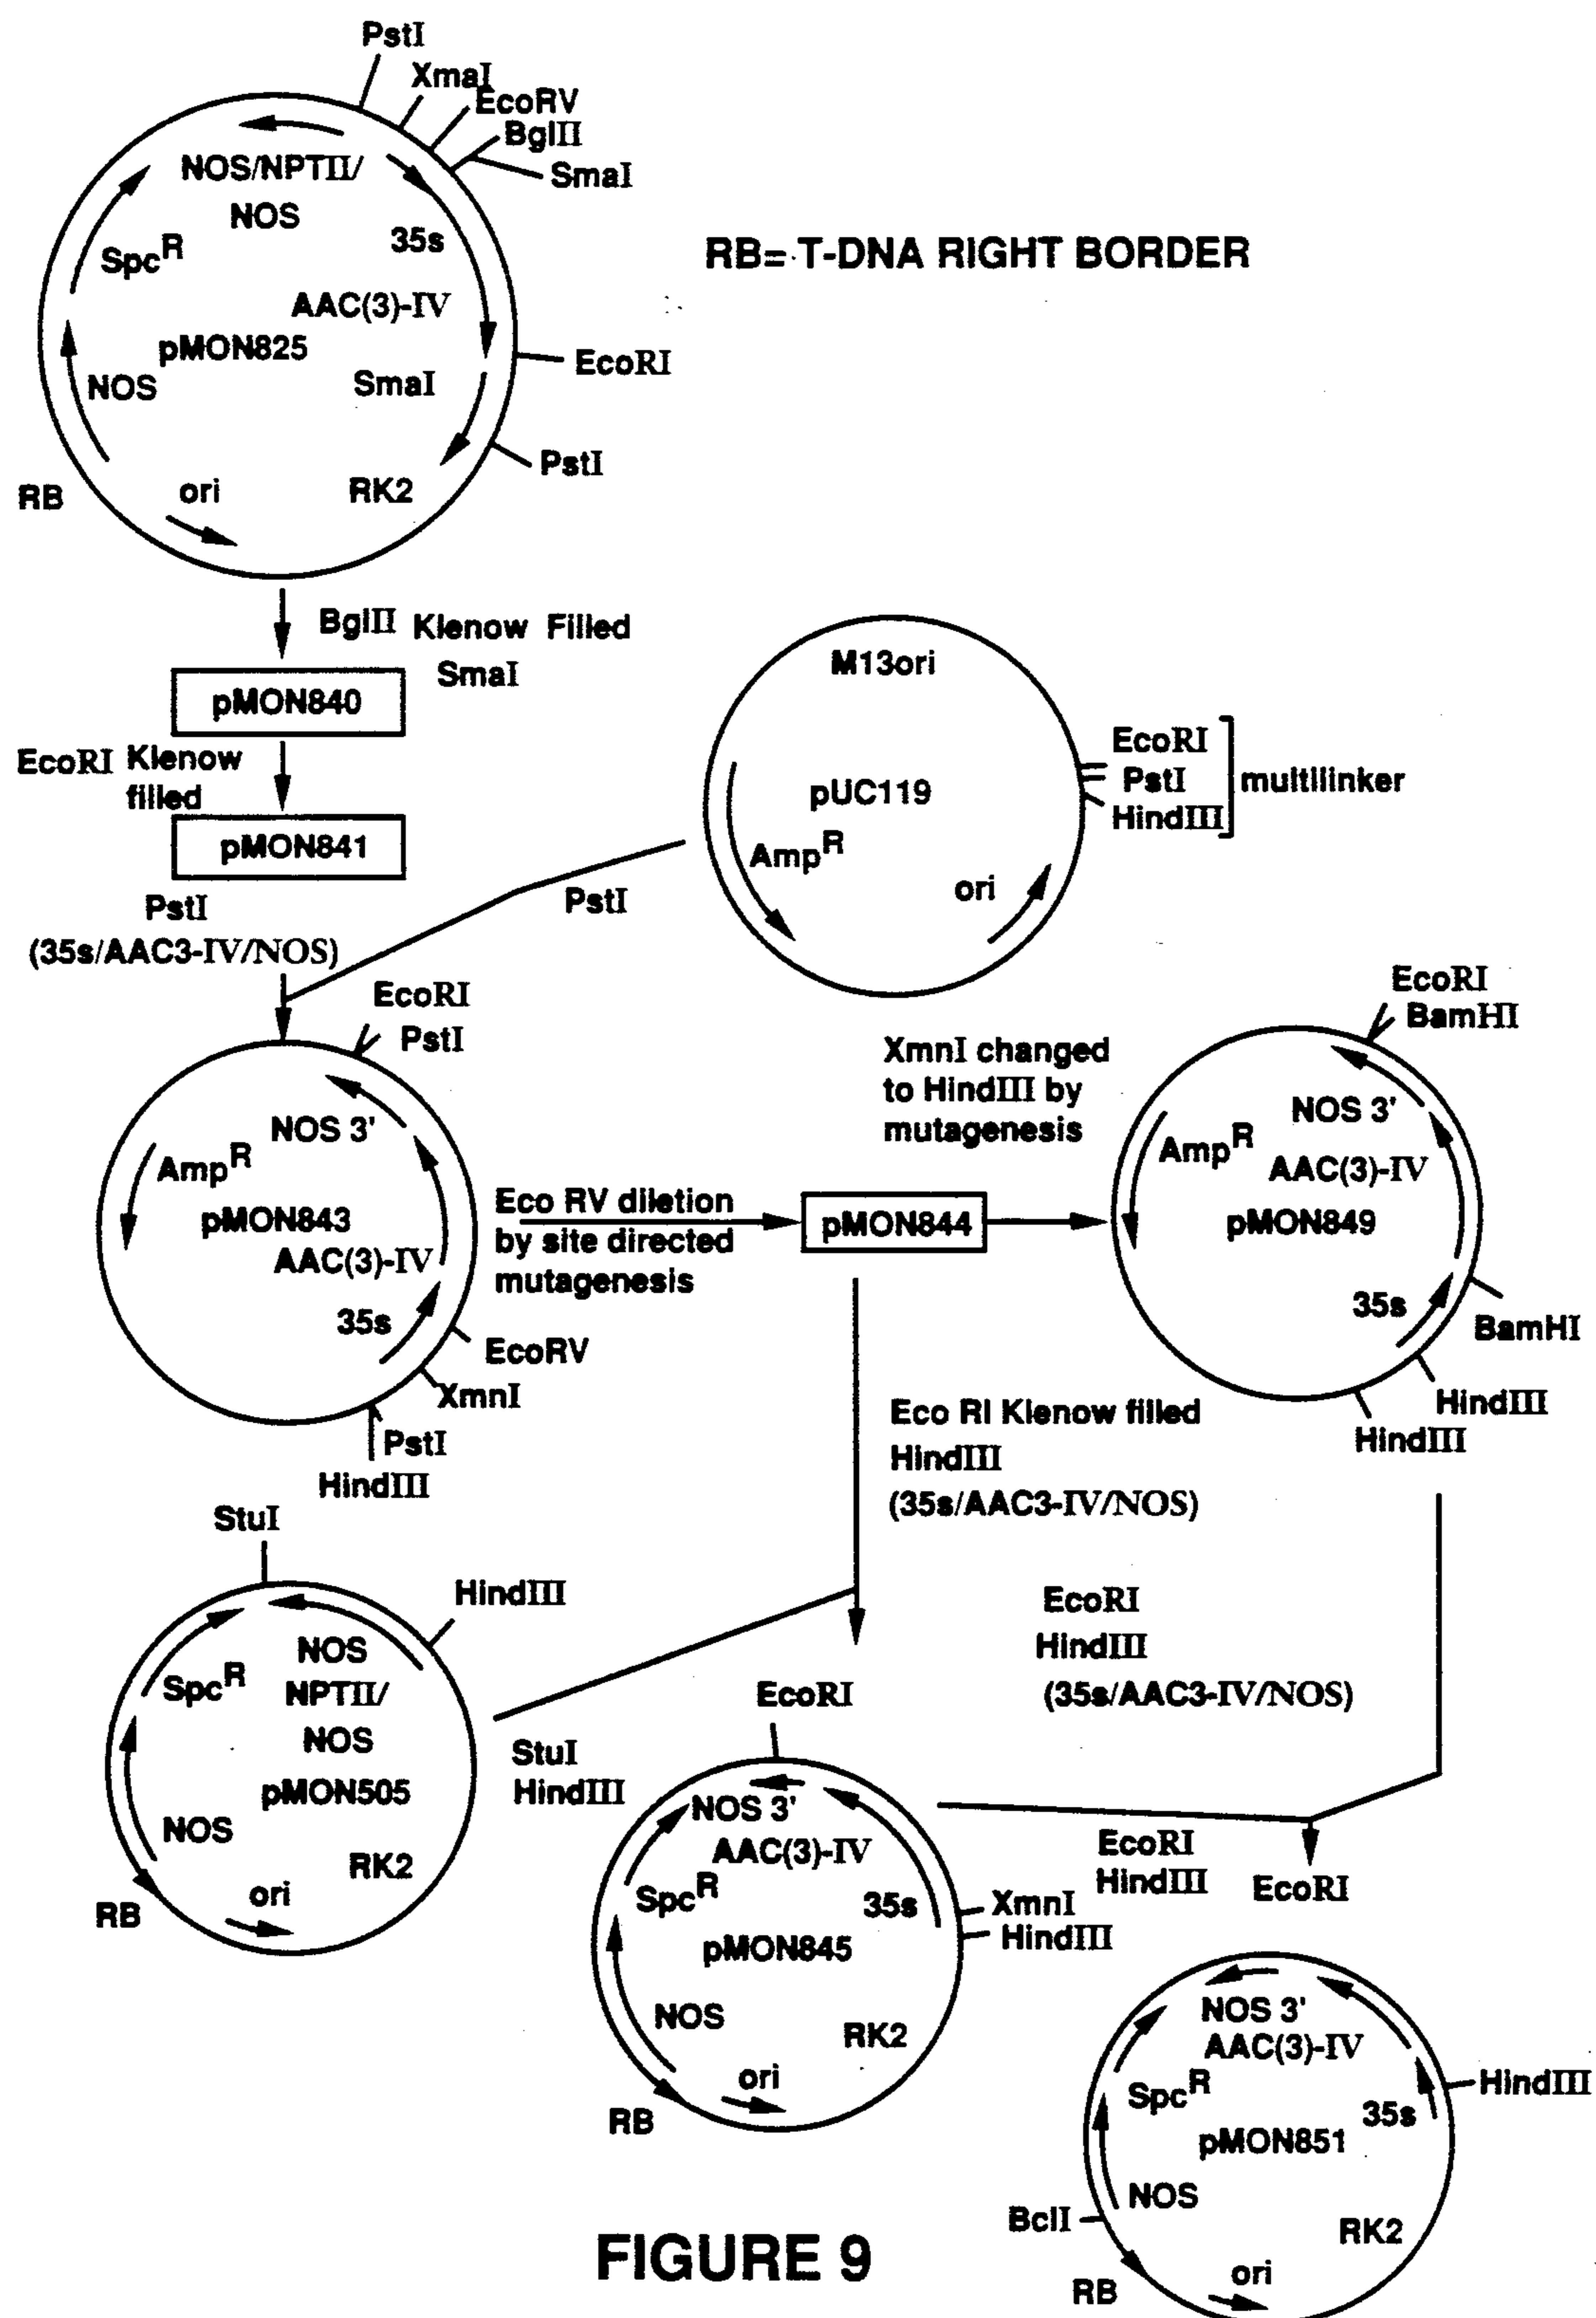 PstI
XmaI
EcoRV
BglII
SmaI
NOS/NPTII/
NOS
SpcR
35s
RB= T-DNA RIGHT BORDER
AAC(3)-IV
pMON825
EcoRI
NOS
SmaI
PstI
RB
ori
RK2
BglII Klenow Filled
SmaI
pMON840
EcoRI Klenow
filled
pMON841
PstI
(35s/AAC3-IV/NOS)
M13ori
EcoRI
PstI
HindIII
multilinker
pUC119
AmpR
ori
PstI
EcoRI
PstI
NOS 3'
AmpR
pMON843
AAC(3)-IV
35s
EcoRV
XmnI
PstI
HindIII
Eco RV diletion
by site directed
mutagenesis
pMON844
XmnI changed
to HindIII by
mutagenesis
EcoRI
BamHI
NOS 3'
AmpR
AAC(3)-IV
pMON849
35s
BamHI
HindIII
HindIII
Eco RI Klenow filled
HindIII
(35s/AAC3-IV/NOS)
StuI
HindIII
NOS
SpcR
NPTII/
NOS
pMON505
NOS
RK2
RB
ori
StuI
HindIII
EcoRI
HindIII
(35s/AAC3-IV/NOS)
EcoRI
NOS 3'
AAC(3)-IV
SpcR
35s
XmnI
HindIII
pMON845
NOS
RK2
ori
RB
EcoRI
HindIII
EcoRI
NOS 3'
AAC(3)-IV
SpcR
HindIII
35s
pMON851
NOS
BclI
RK2
RB
ori
FIGURE 9